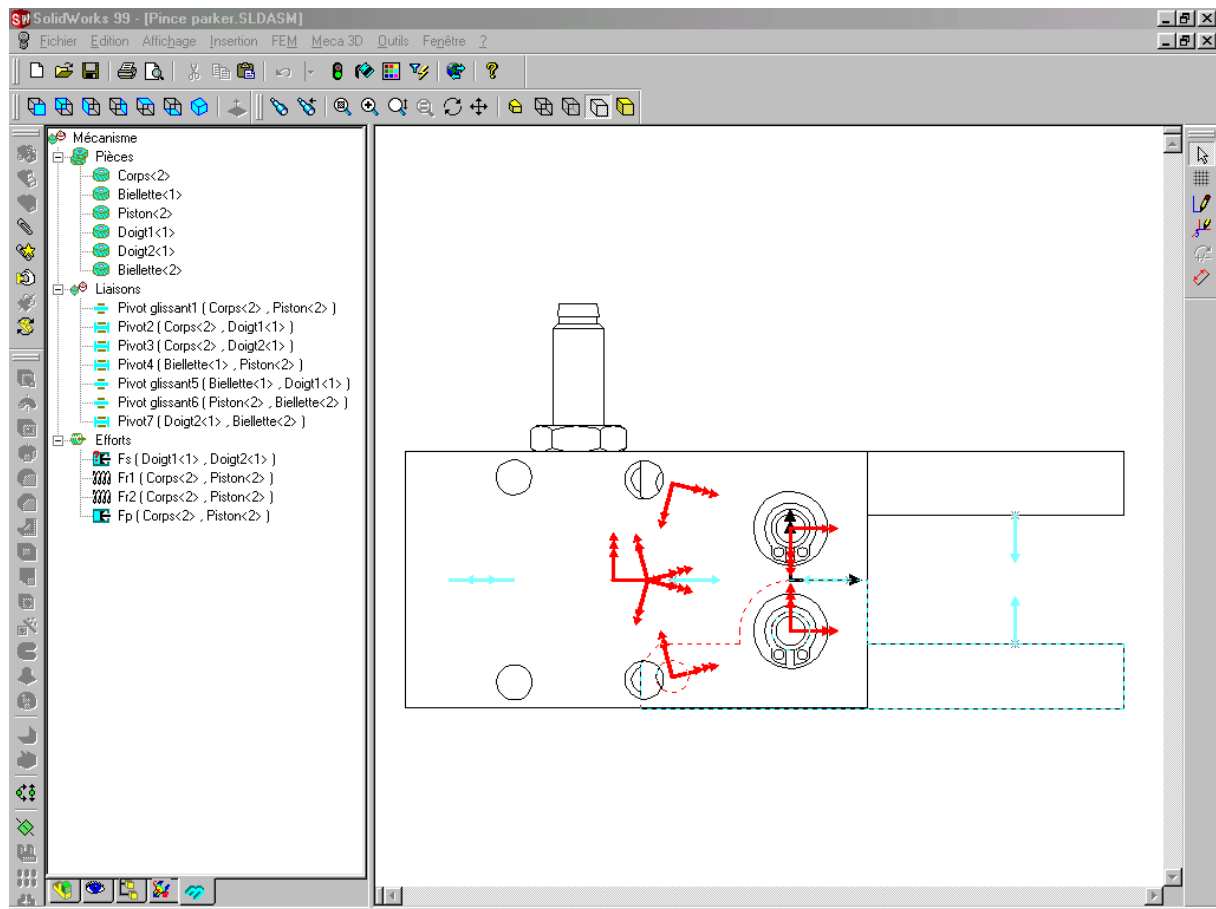 SolidWorks 99 - [Pince parker.SLDASM]
Fichier Edition Affichage Insertion FEM Meca 3D Outils Fenêtre ?
Mécanisme
Pièces
Corps<2>
Biellette<1>
Piston<2>
Doigt1<1>
Doigt2<1>
Biellette<2>
Liaisons
Pivot glissant1 ( Corps<2> , Piston<2> )
Pivot2 ( Corps<2> , Doigt1<1> )
Pivot3 ( Corps<2> , Doigt2<1> )
Pivot4 ( Biellette<1> , Piston<2> )
Pivot glissant5 ( Biellette<1> , Doigt1<1> )
Pivot glissant6 ( Piston<2> , Biellette<2> )
Pivot7 ( Doigt2<1> , Biellette<2> )
Efforts
Fs ( Doigt1<1> , Doigt2<1> )
Fr1 ( Corps<2> , Piston<2> )
Fr2 ( Corps<2> , Piston<2> )
Fp ( Corps<2> , Piston<2> )